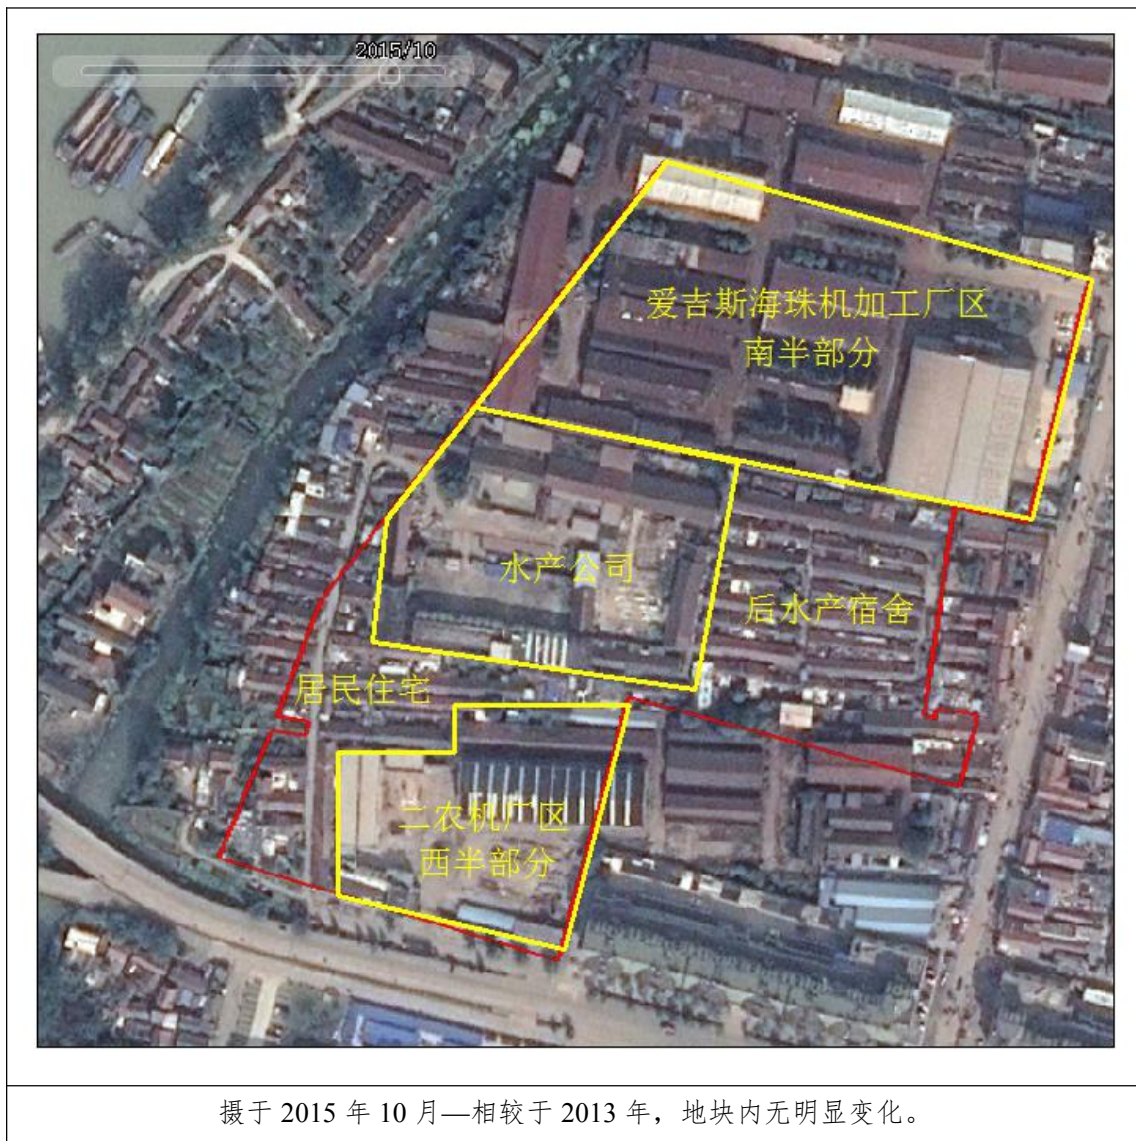 2015/10
爱吉斯海珠机加工厂区
南半部分
水产公司
后水产宿舍
居民住宅
二农机厂区
西半部分
摄于 2015 年 10 月—相较于 2013 年，地块内无明显变化。